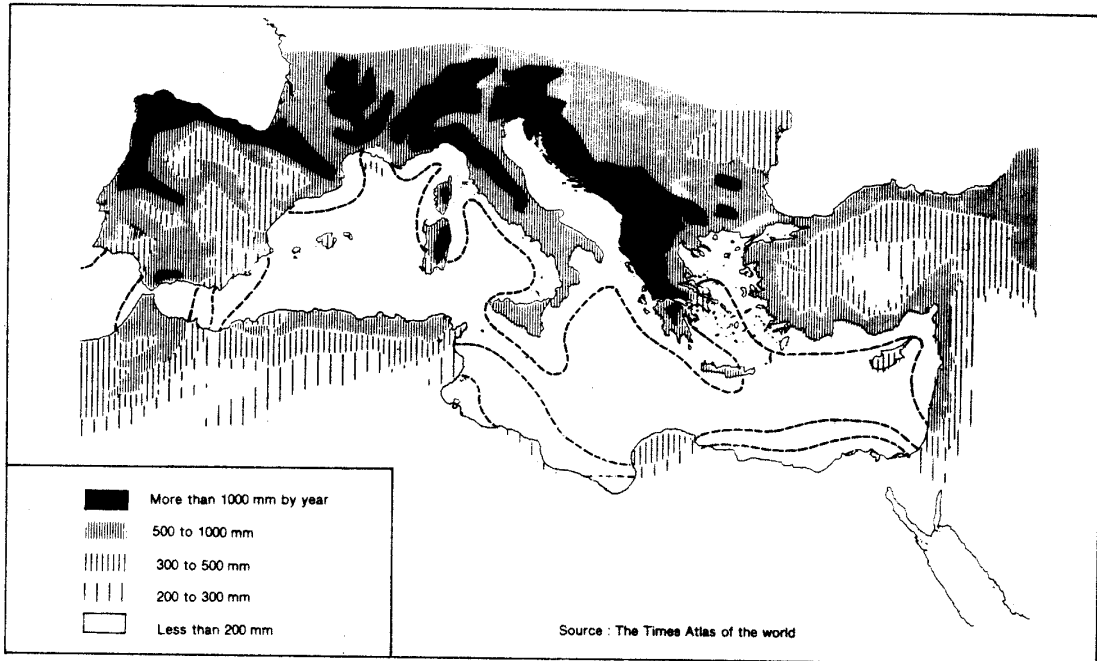 More than 1000 mm by year
500 to 1000 mm
300 to 500 mm
200 to 300 mm
Less than 200 mm
Source : The Times Atlas of the world